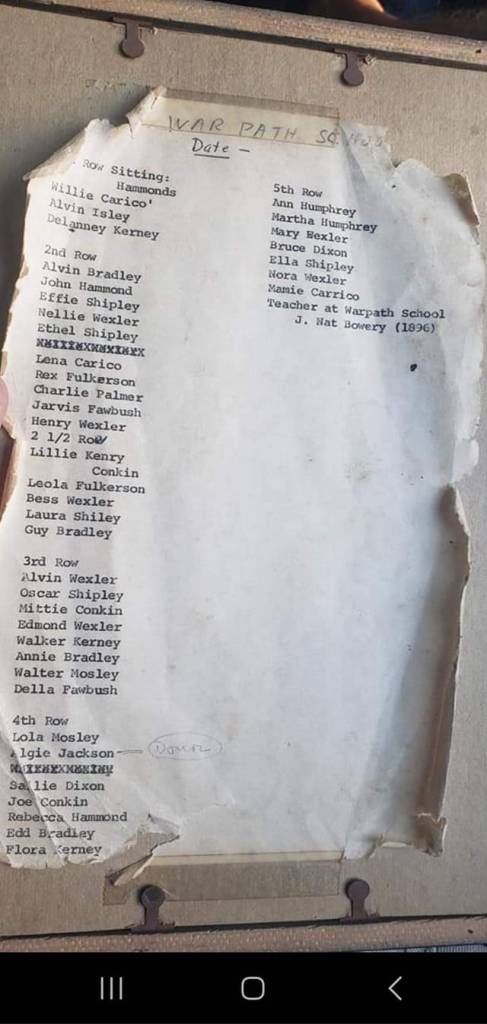 WAR PATH SCHOOL
Date -
Row Sitting:
Hammonds
Willie Carico'
Alvin Isley
Delanney Kerney
2nd Row
Alvin Bradley
John Hammond
Effie Shipley
Nellie Wexler
Ethel Shipley
Lena Carico
Rex Fulkerson
Charlie Palmer
Jarvis Fawbush
Henry Wexler
2 1/2 Row
Lillie Kenry
Conkin
Leola Fulkerson
Bess Wexler
Laura Shiley
Guy Bradley
3rd Row
Alvin Wexler
Oscar Shipley
Mittie Conkin
Edmond Wexler
Walker Kerney
Annie Bradley
Walter Mosley
Della Fawbush
4th Row
Lola Mosley
Algie Jackson — Donor
Sallie Dixon
Joe Conkin
Rebecca Hammond
Edd Bradley
Flora Kerney
5th Row
Ann Humphrey
Martha Humphrey
Mary Wexler
Bruce Dixon
Ella Shipley
Nora Wexler
Mamie Carrico
Teacher at Warpath School
J. Nat Bowery (1896)